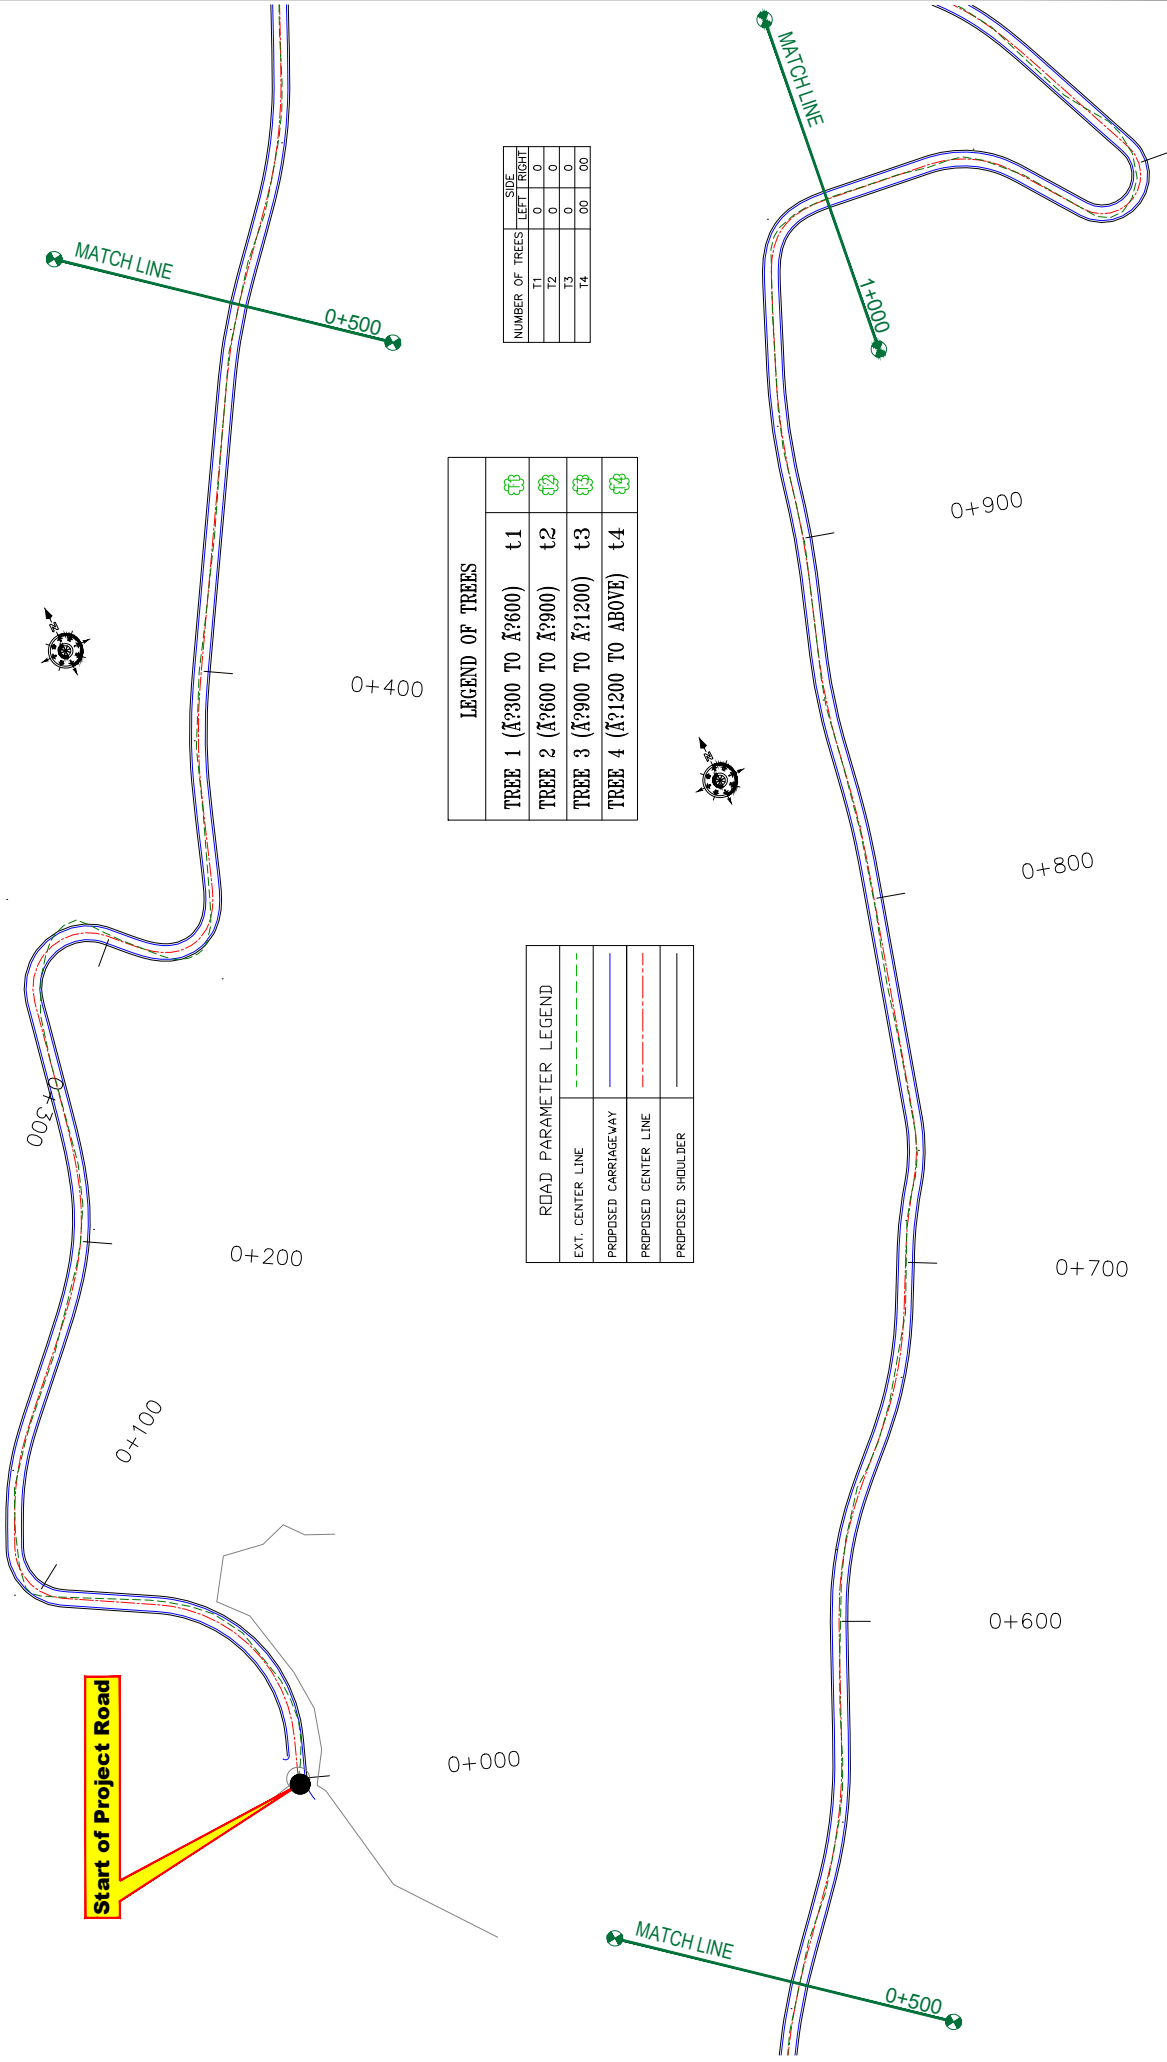 MATCH LINE
0+500
0+400
0+300
0+200
0+100
0+000
Start of Project Road
NUMBER OF TREES
SIDE
LEFT RIGHT
T1 0 0
T2 0 0
T3 0 0
T4 00 00
LEGEND OF TREES
TREE 1 (Ã?300 TO Ã?600) t1
TREE 2 (Ã?600 TO Ã?900) t2
TREE 3 (Ã?900 TO Ã?1200) t3
TREE 4 (Ã?1200 TO ABOVE) t4
ROAD PARAMETER LEGEND
EXT. CENTER LINE
PROPOSED CARRIAGEWAY
PROPOSED CENTER LINE
PROPOSED SHOULDER
MATCH LINE
1+000
0+900
0+800
0+700
0+600
MATCH LINE
0+500
N
N